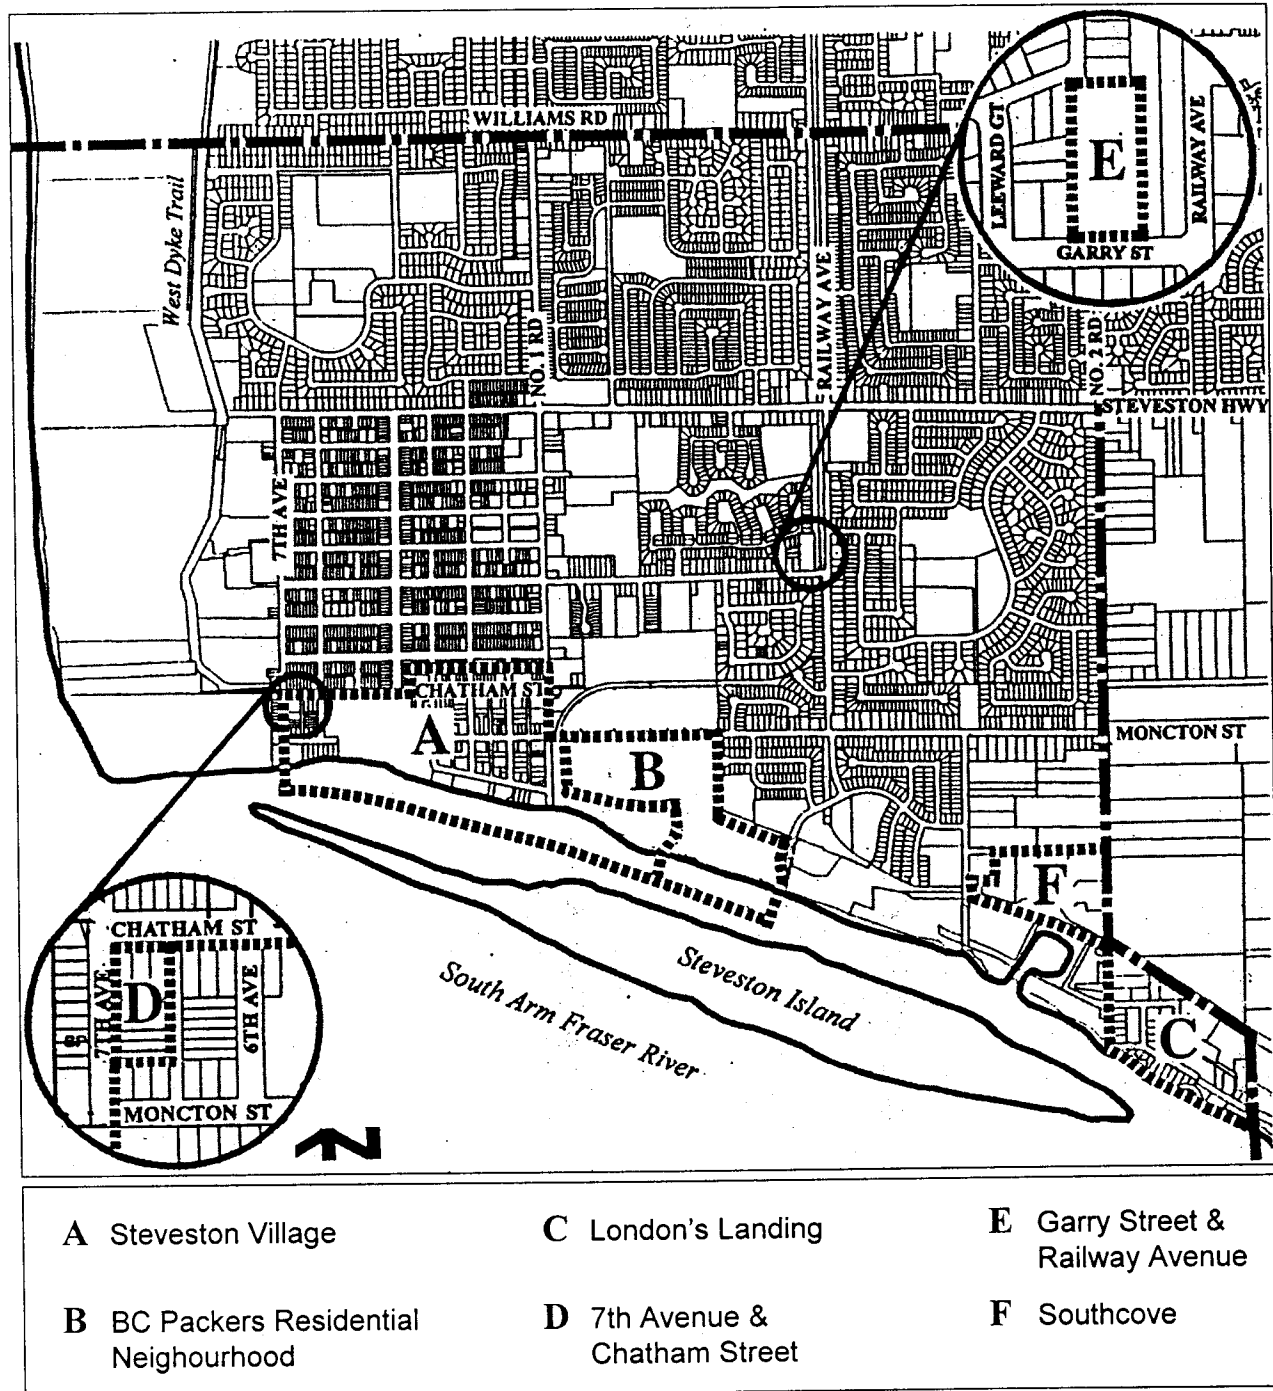 WILLIAMS RD
LEEWARD GT
E
RAILWAY AVE
GARRY ST
West Dyke Trail
NO. 1 RD
RAILWAY AVE
NO. 2 RD
STEVESTON HWY
7TH AVE
CHATHAM ST
A
B
MONCTON ST
F
C
CHATHAM ST
7TH AVE
D
6TH AVE
MONCTON ST
Steveston Island
South Arm Fraser River
N
A Steveston Village
B BC Packers Residential
Neighourhood
C London's Landing
D 7th Avenue &
Chatham Street
E Garry Street &
Railway Avenue
F Southcove